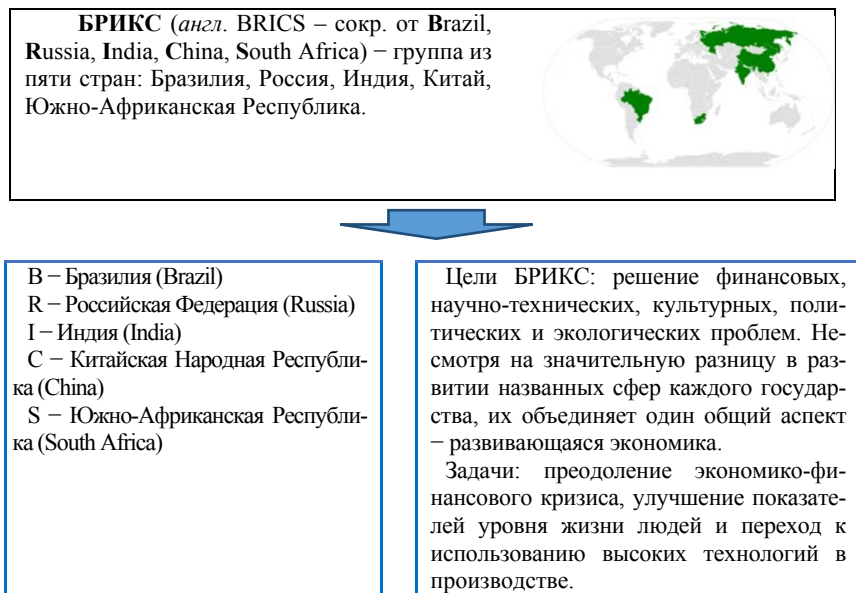 БРИКС (англ. BRICS – сокр. от Brazil,
Russia, India, China, South Africa) − группа из
пяти стран: Бразилия, Россия, Индия, Китай,
Южно-Африканская Республика.
B − Бразилия (Brazil)
R − Российская Федерация (Russia)
I − Индия (India)
C − Китайская Народная Республи-
ка (China)
S − Южно-Африканская Республи-
ка (South Africa)
Цели БРИКС: решение финансовых,
научно-технических, культурных, поли-
тических и экологических проблем. Не-
смотря на значительную разницу в раз-
витии названных сфер каждого государ-
ства, их объединяет один общий аспект
− развивающаяся экономика.
Задачи: преодоление экономико-фи-
нансового кризиса, улучшение показате-
лей уровня жизни людей и переход к
использованию высоких технологий в
производстве.